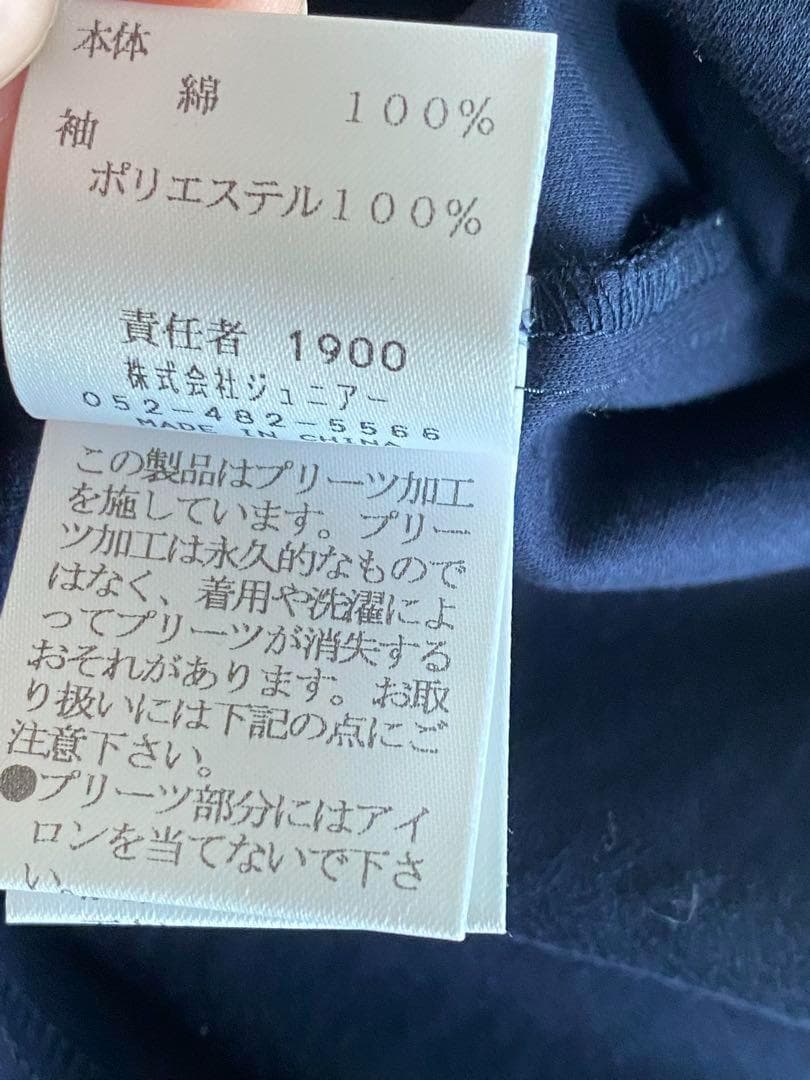 本体
綿 100%
袖
ポリエステル100%
責任者 1900
株式会社ジュニアー
052-482-5566
MADE IN CHINA
この製品はプリーツ加工
を施しています。プリー
ツ加工は永久的なもので
はなく、着用や洗濯によ
ってプリーツが消失する
おそれがあります。お取
り扱いには下記の点にご
注意下さい。
●プリーツ部分にはアイ
ロンを当てないで下さ
い。